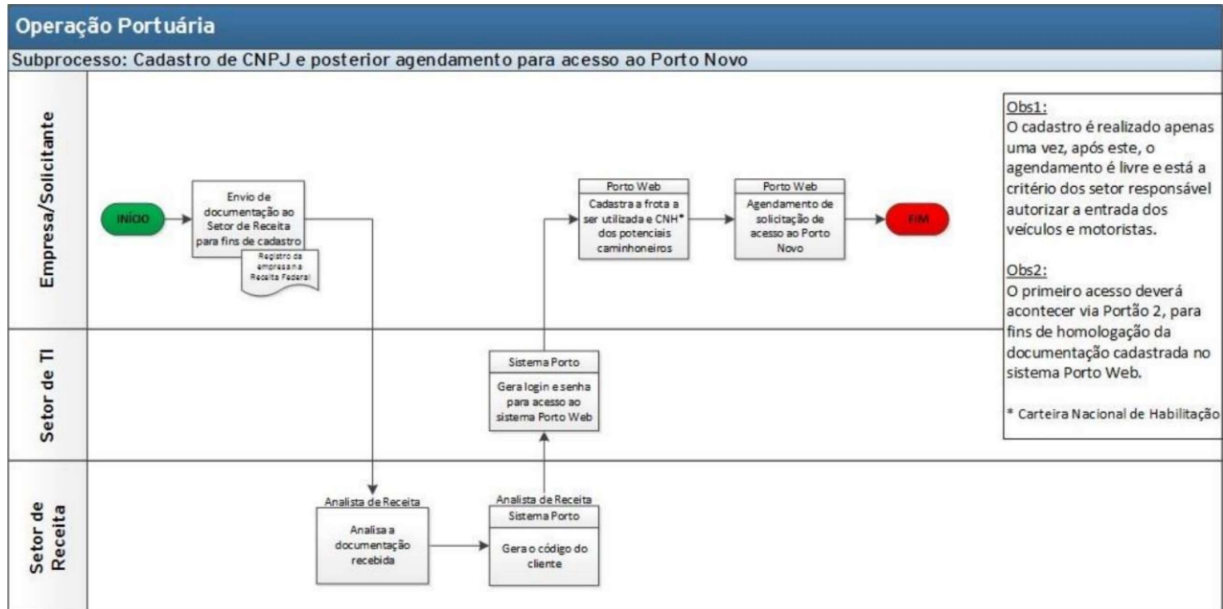 Operação Portuária
Subprocesso: Cadastro de CNPJ e posterior agendamento para acesso ao Porto Novo
Empresa/Solicitante
INÍCIO
Envio de
documentação ao
Setor de Receita
para fins de cadastro
Registro da
empresa na
Receita Federal
Porto Web
Cadastra a frota a
ser utilizada e CNH*
dos potenciais
caminhoneiros
Porto Web
Agendamento de
solicitação de
acesso ao Porto
Novo
FIM
Obs1:
O cadastro é realizado apenas
uma vez, após este, o
agendamento é livre e está a
critério dos setor responsável
autorizar a entrada dos
veículos e motoristas.
Obs2:
O primeiro acesso deverá
acontecer via Portão 2, para
fins de homologação da
documentação cadastrada no
sistema Porto Web.
* Carteira Nacional de Habilitação
Setor de TI
Sistema Porto
Gera login e senha
para acesso ao
sistema Porto Web
Setor de
Receita
Analista de Receita
Analisa a
documentação
recebida
Analista de Receita
Sistema Porto
Gera o código do
cliente